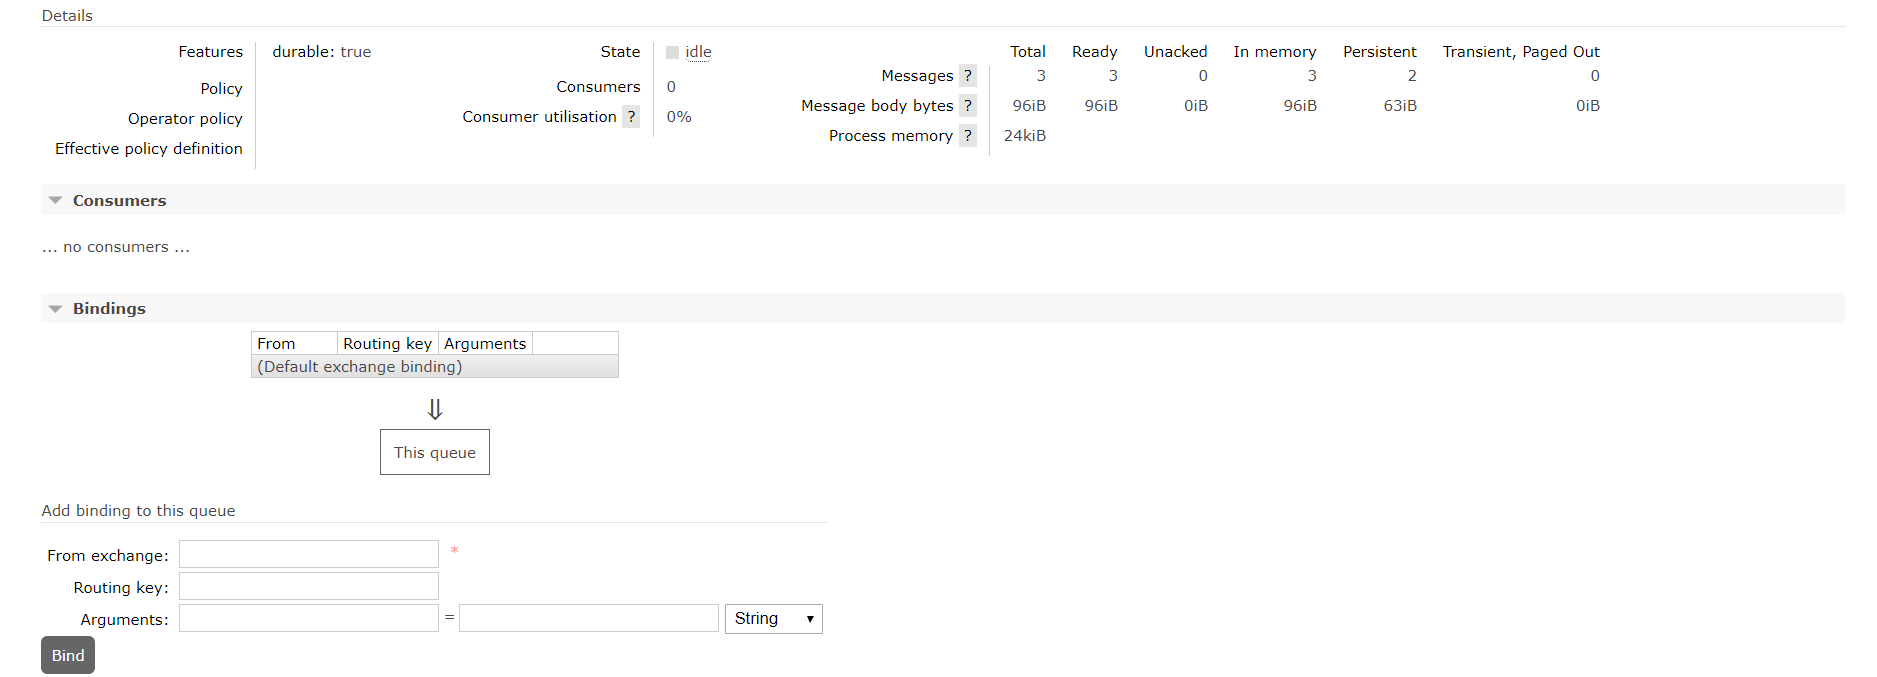 Details
Features durable: true State idle Total Ready Unacked In memory Persistent Transient, Paged Out
Messages ? 3 3 0 3 2 0
Policy Consumers 0
Message body bytes ? 96iB 96iB 0iB 96iB 63iB 0iB
Operator policy Consumer utilisation ? 0%
Process memory ? 24kiB
Effective policy definition
Consumers
... no consumers ...
Bindings
From Routing key Arguments
(Default exchange binding)
⇓
This queue
Add binding to this queue
From exchange: *
Routing key:
Arguments: = String
Bind